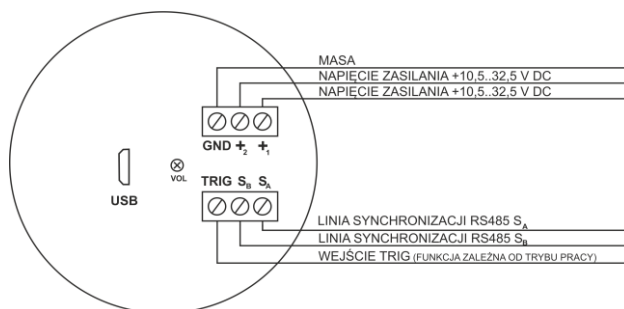 MASA
NAPIĘCIE ZASILANIA +10,5..32,5 V DC
NAPIĘCIE ZASILANIA +10,5..32,5 V DC
GND +2 +1
VOL
USB
TRIG SB SA
LINIA SYNCHRONIZACJI RS485 SA
LINIA SYNCHRONIZACJI RS485 SB
WEJŚCIE TRIG (FUNKCJA ZALEŻNA OD TRYBU PRACY)